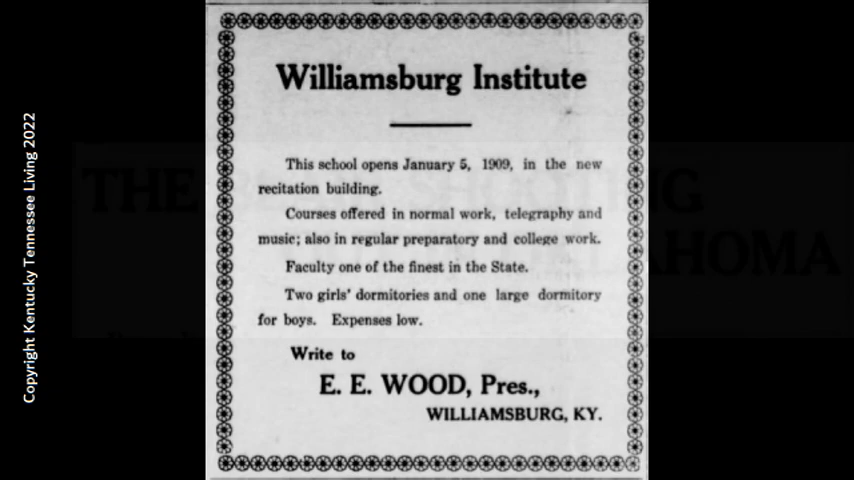 Copyright Kentucky Tennessee Living 2022
Williamsburg Institute
This school opens January 5, 1909, in the new
recitation building.
Courses offered in normal work, telegraphy and
music; also in regular preparatory and college work.
Faculty one of the finest in the State.
Two girls' dormitories and one large dormitory
for boys. Expenses low.
Write to
E. E. WOOD, Pres.,
WILLIAMSBURG, KY.
THE
SHOOTING
OKLAHOMA